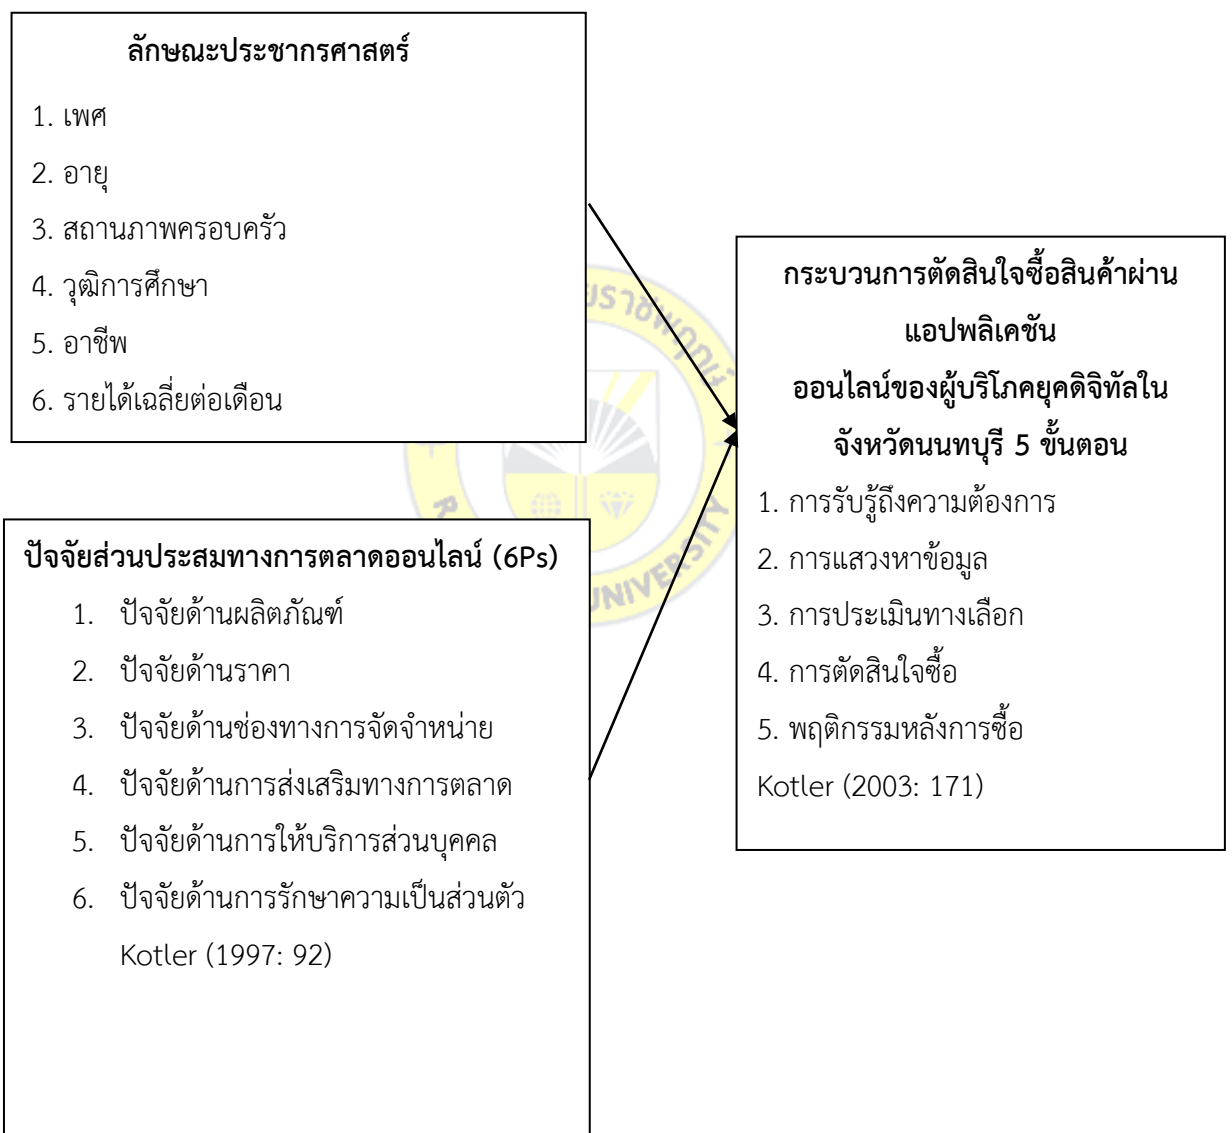 ลักษณะประชากรศาสตร์
1. เพศ
2. อายุ
3. สถานภาพครอบครัว
4. วุฒิการศึกษา
5. อาชีพ
6. รายได้เฉลี่ยต่อเดือน
ปัจจัยส่วนประสมทางการตลาดออนไลน์ (6Ps)
1. ปัจจัยด้านผลิตภัณฑ์
2. ปัจจัยด้านราคา
3. ปัจจัยด้านช่องทางการจัดจำหน่าย
4. ปัจจัยด้านการส่งเสริมทางการตลาด
5. ปัจจัยด้านการให้บริการส่วนบุคคล
6. ปัจจัยด้านการรักษาความเป็นส่วนตัว
Kotler (1997: 92)
กระบวนการตัดสินใจซื้อสินค้าผ่าน
แอปพลิเคชัน
ออนไลน์ของผู้บริโภคยุคดิจิทัลใน
จังหวัดนนทบุรี 5 ขั้นตอน
1. การรับรู้ถึงความต้องการ
2. การแสวงหาข้อมูล
3. การประเมินทางเลือก
4. การตัดสินใจซื้อ
5. พฤติกรรมหลังการซื้อ
Kotler (2003: 171)